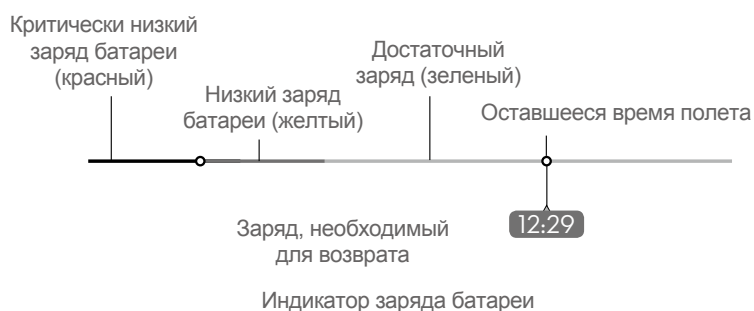 Критически низкий
заряд батареи
(красный)
Низкий заряд
батареи (желтый)
Достаточный
заряд (зеленый)
Оставшееся время полета
12:29
Заряд, необходимый
для возврата
Индикатор заряда батареи